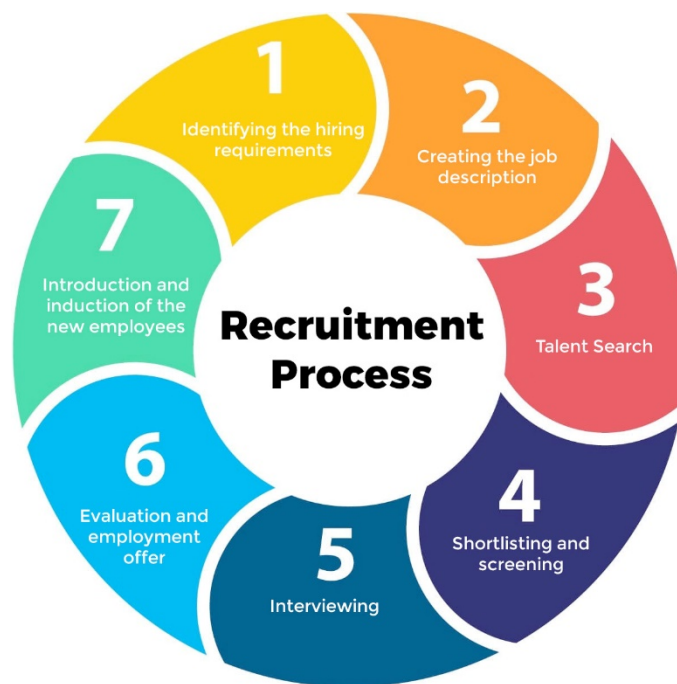 1
Identifying the hiring
requirements
2
Creating the job
description
3
Talent Search
4
Shortlisting and
screening
5
Interviewing
6
Evaluation and
employment
offer
7
Introduction and
induction of the
new employees
Recruitment
Process